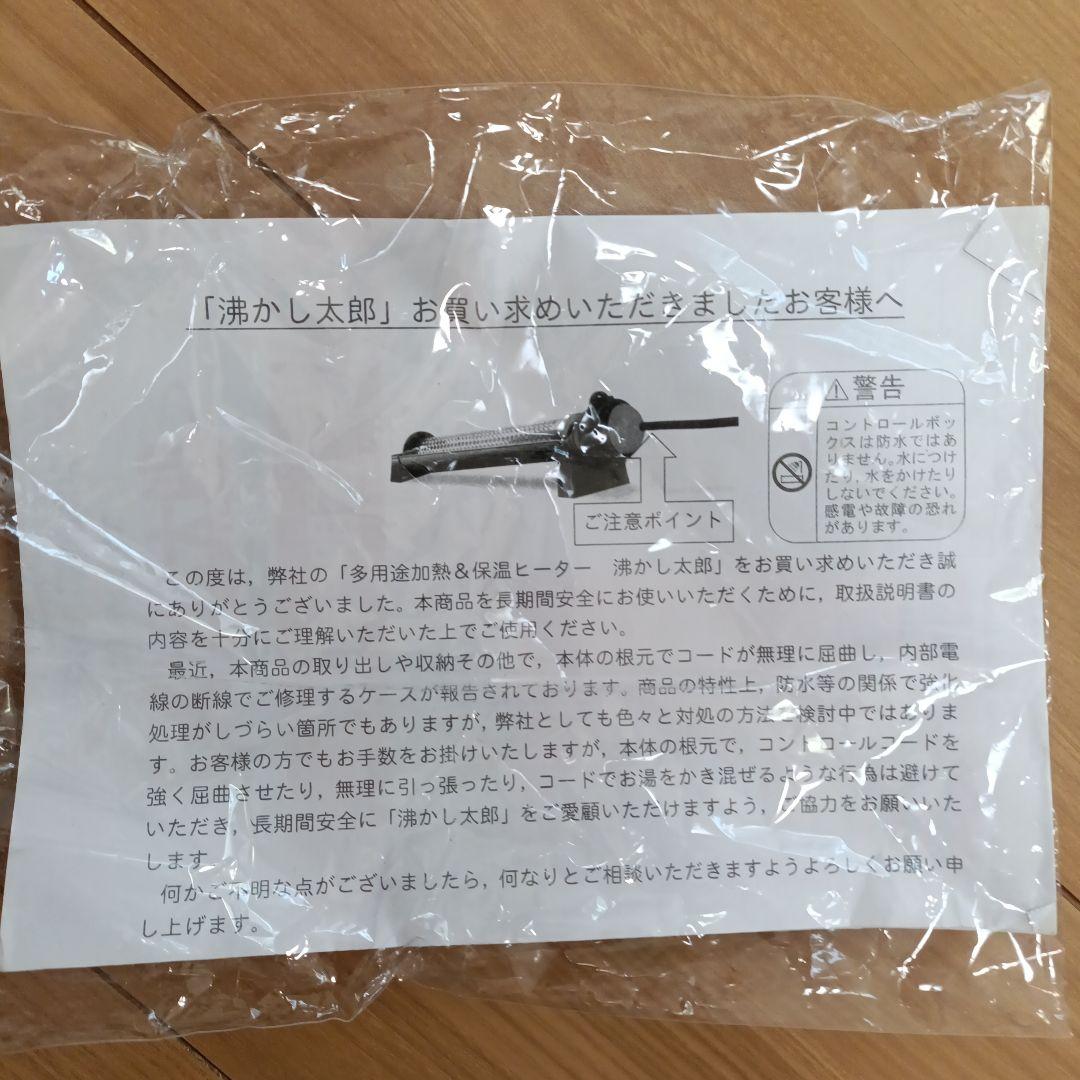 「沸かし太郎」お買い求めいただきましたお客様へ
⚠警告
コントロールボッ
クスは防水ではあ
りません。水につけ
たり,水をかけたり
しないでください。
感電や故障の恐れ
があります。
ご注意ポイント
この度は,弊社の「多用途加熱&保温ヒーター 沸かし太郎」をお買い求めいただき誠
にありがとうございました。本商品を長期間安全にお使いいただくために,取扱説明書の
内容を十分にご理解いただいた上でご使用ください。
最近,本商品の取り出しや収納その他で,本体の根元でコードが無理に屈曲し,内部電
線の断線でご修理するケースが報告されております。商品の特性上,防水等の関係で強化
処理がしづらい箇所でもありますが,弊社としても色々と対処の方法を検討中ではありま
す。お客様の方でもお手数をお掛けいたしますが,本体の根元で,コントロールコードを
強く屈曲させたり,無理に引っ張ったり,コードでお湯をかき混ぜるような行為は避けて
いただき,長期間安全に「沸かし太郎」をご愛顧いただけますよう,ご協力をお願いいた
します。
何かご不明な点がございましたら,何なりとご相談いただきますようよろしくお願い申
し上げます。